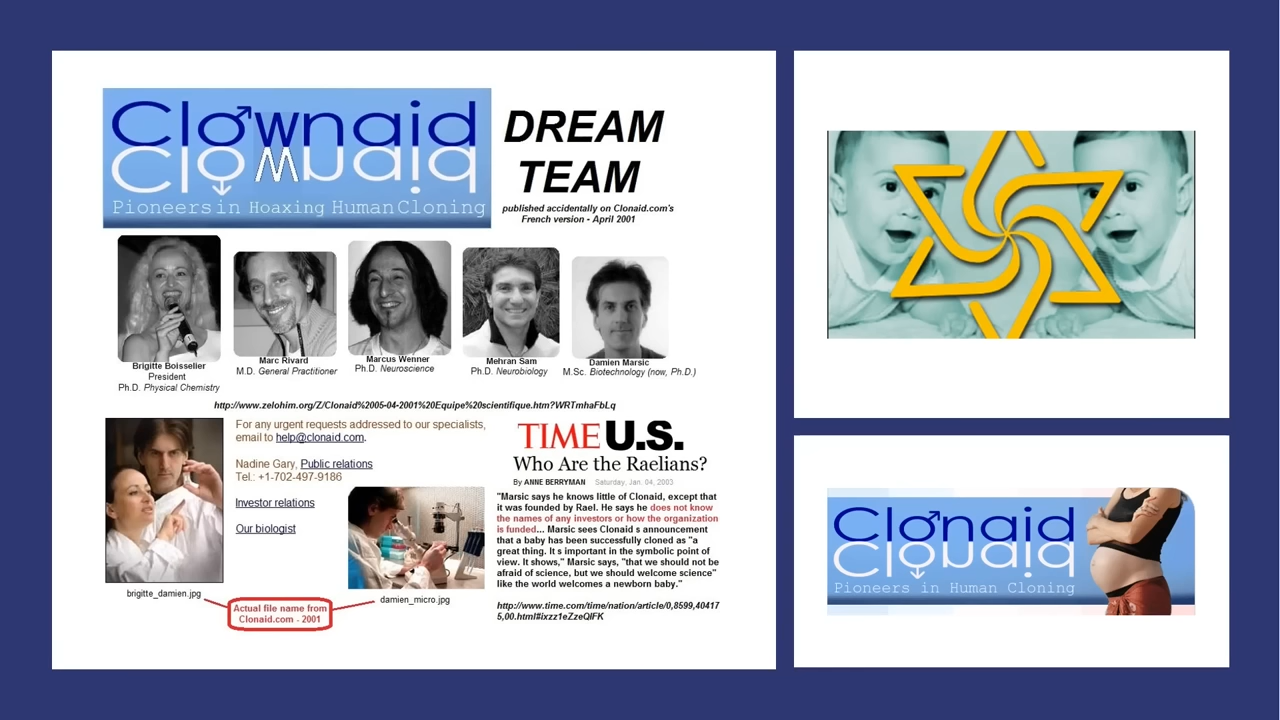 Clownaid
Clownaid
Pioneers in Hoaxing Human Cloning
DREAM
TEAM
published accidentally on Clonaid.com's
French version - April 2001
Brigitte Boisselier
President
Ph.D. Physical Chemistry
Marc Rivard
M.D. General Practitioner
Marcus Wenner
Ph.D. Neuroscience
Mehran Sam
Ph.D. Neurobiology
Damien Marsic
M.Sc. Biotechnology (now, Ph.D.)
http://www.zelohim.org/Z/Clonaid%2005-04-2001%20Equipe%20scientifique.htm?WRTmhaFbLq
For any urgent requests addressed to our specialists,
email to help@clonaid.com.
Nadine Gary, Public relations
Tel.: +1-702-497-9186
Investor relations
Our biologist
brigitte_damien.jpg
damien_micro.jpg
Actual file name from
Clonaid.com - 2001
TIME U.S.
Who Are the Raelians?
By ANNE BERRYMAN Saturday, Jan. 04, 2003
"Marsic says he knows little of Clonaid, except that
it was founded by Rael. He says he does not know
the names of any investors or how the organization
is funded... Marsic sees Clonaid s announcement
that a baby has been successfully cloned as "a
great thing. It s important in the symbolic point of
view. It shows," Marsic says, "that we should not be
afraid of science, but we should welcome science"
like the world welcomes a newborn baby."
http://www.time.com/time/nation/article/0,8599,40417
5,00.html#ixzz1eZzeQIFK
Clonaid
Clonaid
Pioneers in Human Cloning